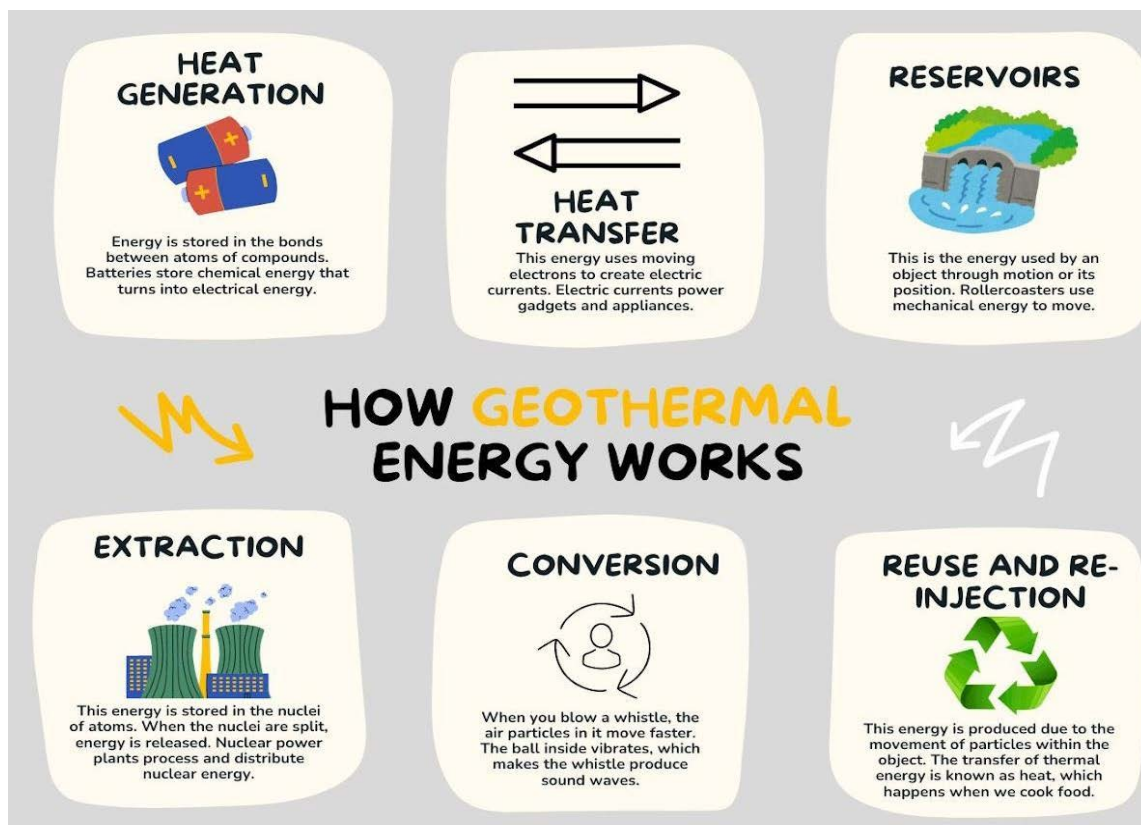 HEAT
GENERATION
Energy is stored in the bonds
between atoms of compounds.
Batteries store chemical energy that
turns into electrical energy.
HEAT
TRANSFER
This energy uses moving
electrons to create electric
currents. Electric currents power
gadgets and appliances.
RESERVOIRS
This is the energy used by an
object through motion or its
position. Rollercoasters use
mechanical energy to move.
HOW GEOTHERMAL
ENERGY WORKS
EXTRACTION
This energy is stored in the nuclei
of atoms. When the nuclei are split,
energy is released. Nuclear power
plants process and distribute
nuclear energy.
CONVERSION
When you blow a whistle, the
air particles in it move faster.
The ball inside vibrates, which
makes the whistle produce
sound waves.
REUSE AND RE-
INJECTION
This energy is produced due to the
movement of particles within the
object. The transfer of thermal
energy is known as heat, which
happens when we cook food.